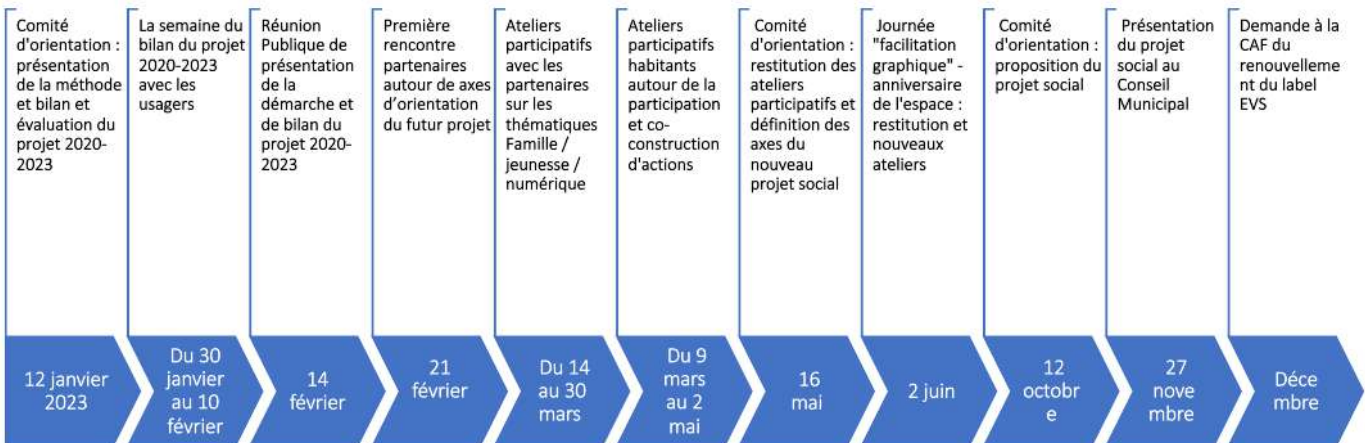 Comité
d'orientation :
présentation
de la méthode
et bilan et
évaluation du
projet 2020-
2023
La semaine du
bilan du projet
2020-2023
avec les
usagers
Réunion
Publique de
présentation
de la
démarche et
de bilan du
projet 2020-
2023
Première
rencontre
partenaires
autour de axes
d'orientation
du futur projet
Ateliers
participatifs
avec les
partenaires
sur les
thématiques
Famille /
jeunesse /
numérique
Ateliers
participatifs
habitants
autour de la
participation
et co-
construction
d'actions
Comité
d'orientation :
restitution des
ateliers
participatifs et
définition des
axes du
nouveau
projet social
Journée
"facilitation
graphique" -
anniversaire
de l'espace :
restitution et
nouveaux
ateliers
Comité
d'orientation :
proposition du
projet social
Présentation
du projet
social au
Conseil
Municipal
Demande à la
CAF du
renouvelleme
nt du label
EVS
12 janvier
2023
Du 30
janvier
au 10
février
14
février
21
février
Du 14
au 30
mars
Du 9
mars
au 2
mai
16
mai
2 juin
12
octobr
e
27
nove
mbre
Déce
mbre